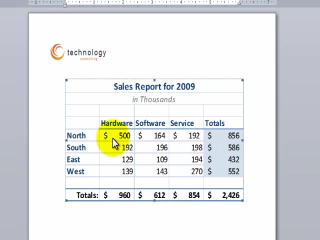 technology
consulting
Sales Report for 2009
in Thousands
Hardware Software Service Totals
North $ 500 $ 164 $ 192 $ 856
South 192 196 198 $ 586
East 129 109 194 $ 432
West 139 143 270 $ 552
Totals: $ 960 $ 612 $ 854 $ 2,426